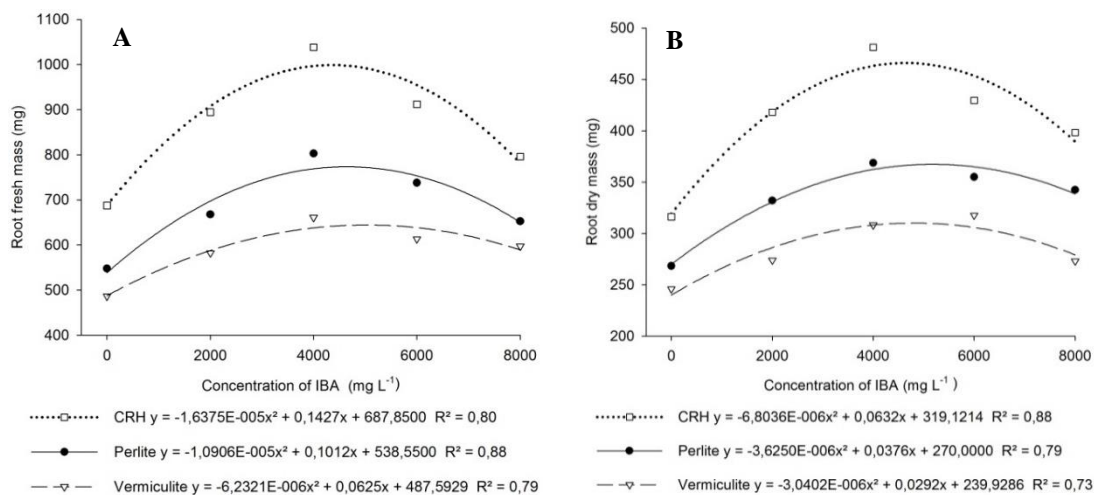 A
Root fresh mass (mg)
1100
1000
900
800
700
600
500
400
0 2000 4000 6000 8000
Concentration of IBA (mg L⁻¹)
CRH y = -1,6375E-005x² + 0,1427x + 687,8500 R² = 0,80
Perlite y = -1,0906E-005x² + 0,1012x + 538,5500 R² = 0,88
Vermiculite y = -6,2321E-006x² + 0,0625x + 487,5929 R² = 0,79
B
Root dry mass (mg)
500
450
400
350
300
250
200
0 2000 4000 6000 8000
Concentration of IBA (mg L⁻¹)
CRH y = -6,8036E-006x² + 0,0632x + 319,1214 R² = 0,88
Perlite y = -3,6250E-006x² + 0,0376x + 270,0000 R² = 0,79
Vermiculite y = -3,0402E-006x² + 0,0292x + 239,9286 R² = 0,73